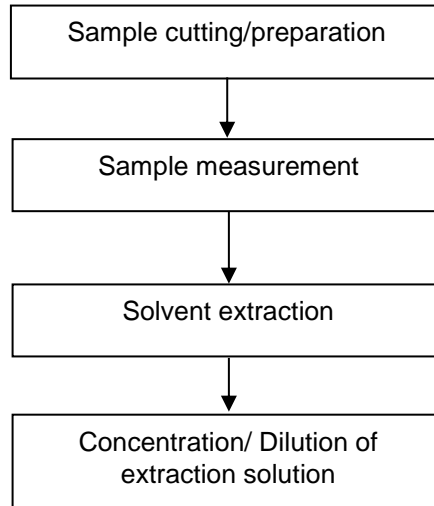 Sample cutting/preparation
Sample measurement
Solvent extraction
Concentration/ Dilution of
extraction solution